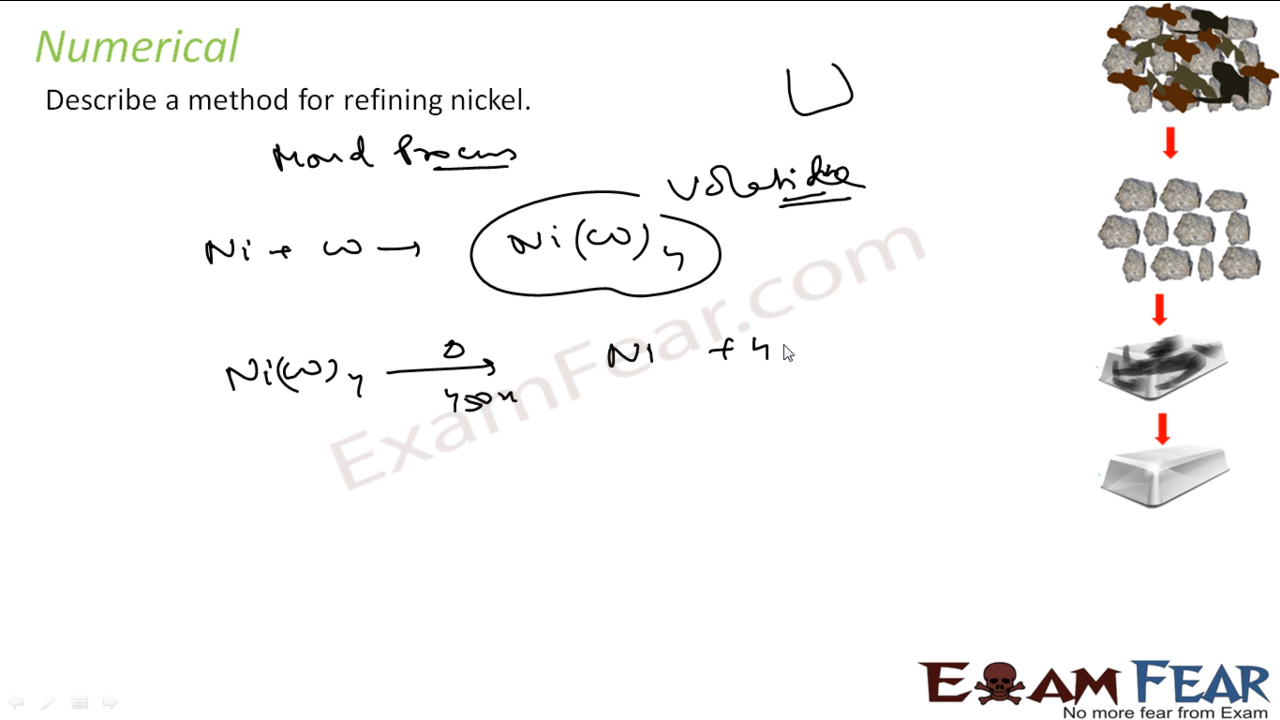 Numerical
Describe a method for refining nickel.
Mond Process
Volatile
Ni + CO → Ni(CO)4
Ni(CO)4 Δ→ 450K Ni + 4
ExamFear.com
EXAM FEAR
No more fear from Exam